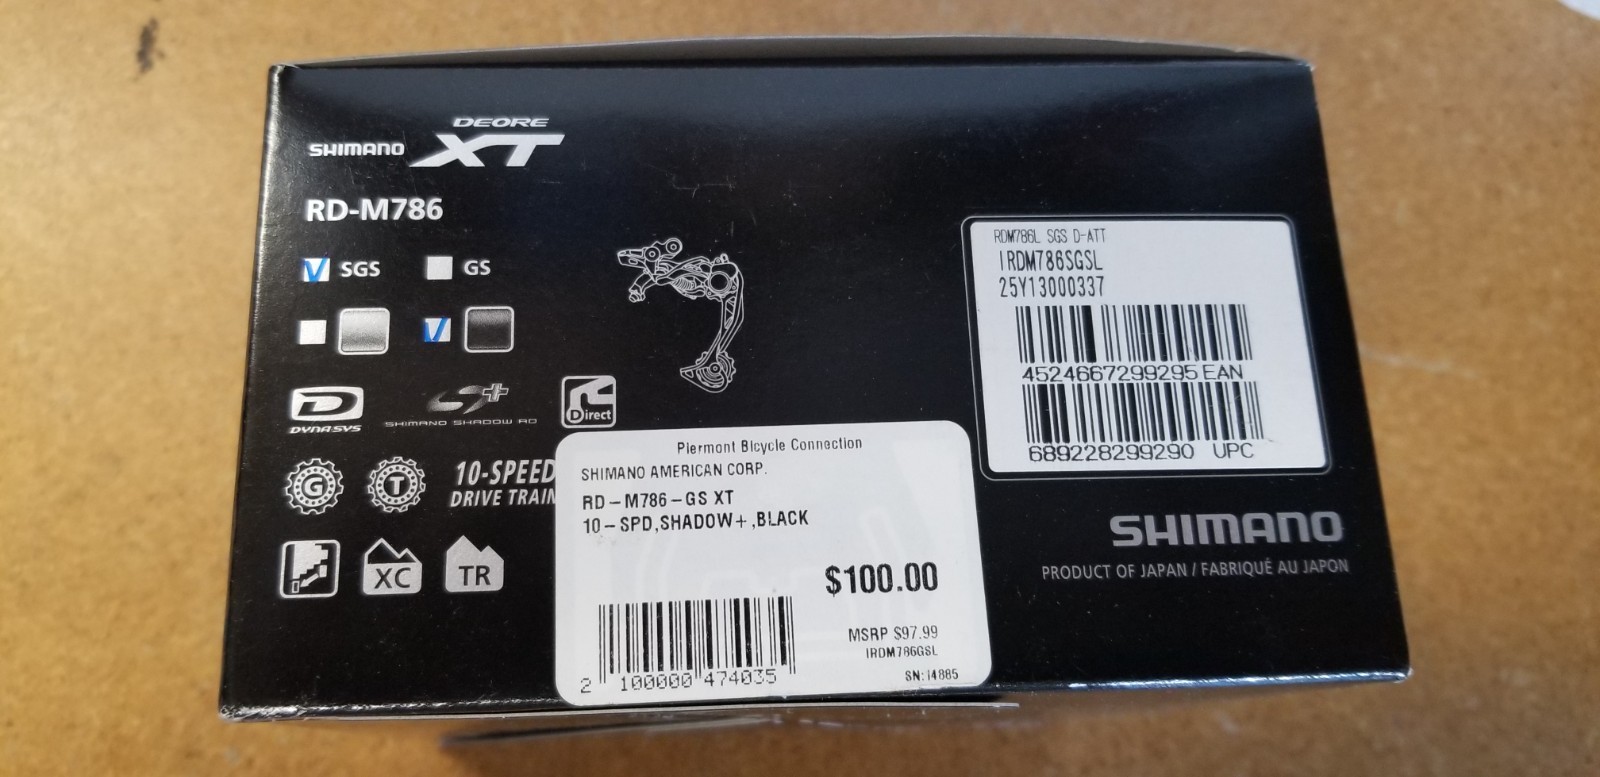 DEORE
SHIMANO XT
RD-M786
SGS GS
DYNASYS
S+
SHIMANO SHADOW RD
Direct
G T 10-SPEED
DRIVE TRAIN
XC TR
RDM786L SGS D-ATT
IRDM786SGSL
25Y13000337
4524667299295 EAN
689228299290 UPC
SHIMANO
PRODUCT OF JAPAN / FABRIQUÉ AU JAPON
Piermont Bicycle Connection
SHIMANO AMERICAN CORP.
RD-M786-GS XT
10-SPD,SHADOW+,BLACK
$100.00
MSRP $97.99
IRDM786GSL
SN:14885
2 100000 474035